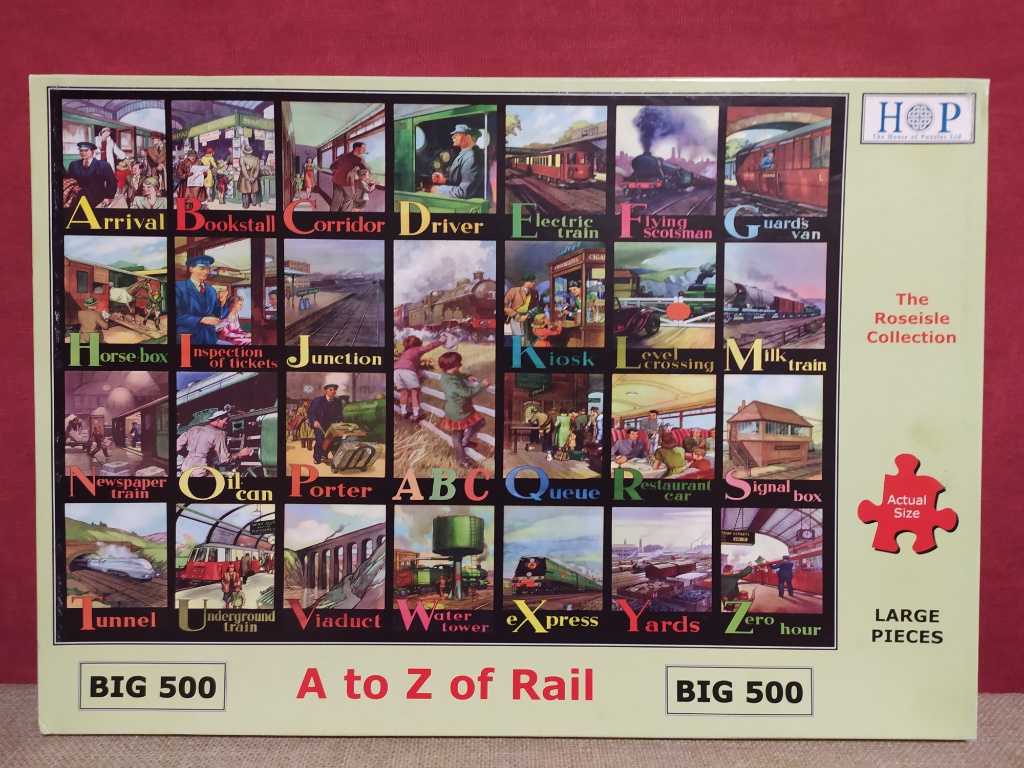 HOP
The House of Puzzles Ltd
Arrival
Bookstall
Corridor
Driver
Electric
train
Flying
Scotsman
Guard's
van
The
Roseisle
Collection
Horse-box
Inspection
of tickets
Junction
Kiosk
Level
crossing
Milk
train
Newspaper
train
Oil-
can
Porter
ABC
Queue
Restaurant
car
Signal
box
Actual
Size
Tunnel
Underground
train
Viaduct
Water
tower
eXpress
Yards
Zero
hour
LARGE
PIECES
BIG 500
A to Z of Rail
BIG 500